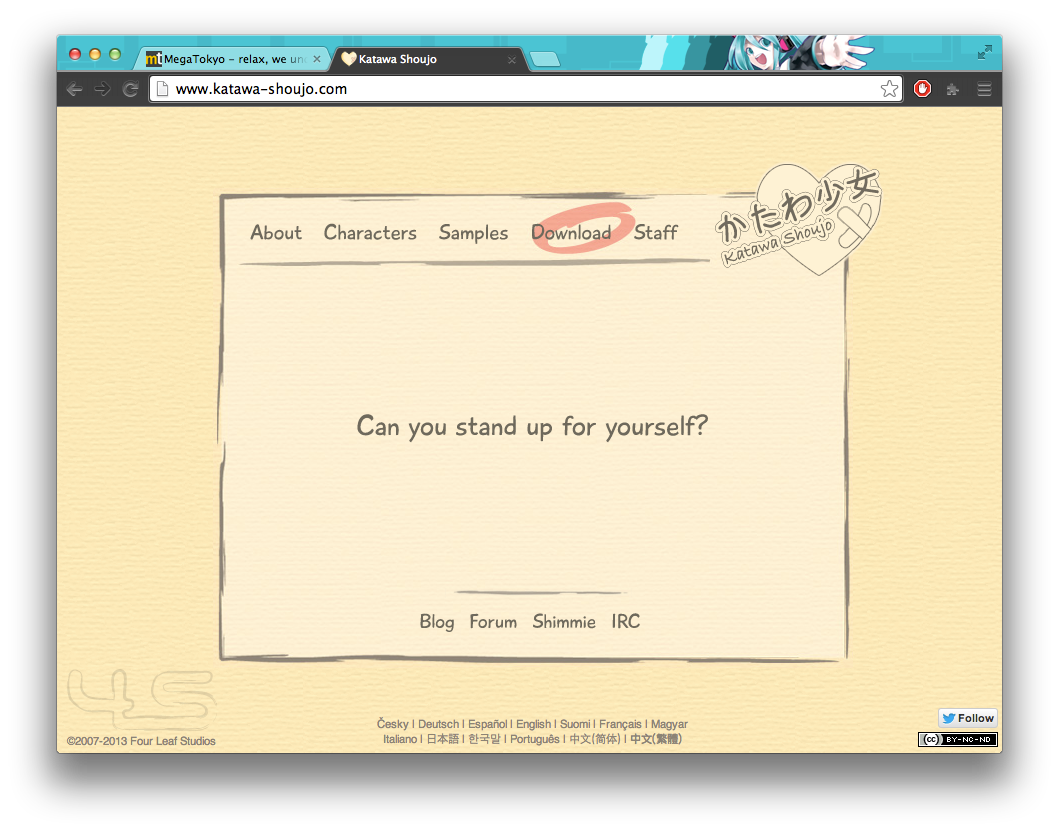 MegaTokyo – relax, we un
Katawa Shoujo
www.katawa-shoujo.com
かたわ少女
Katawa Shoujo
About Characters Samples Download Staff
Can you stand up for yourself?
Blog Forum Shimmie IRC
4LS
©2007-2013 Four Leaf Studios
Česky | Deutsch | Español | English | Suomi | Français | Magyar
Italiano | 日本語 | 한국말 | Português | 中文(简体) | 中文(繁體)
Follow
(cc) BY-NC-ND